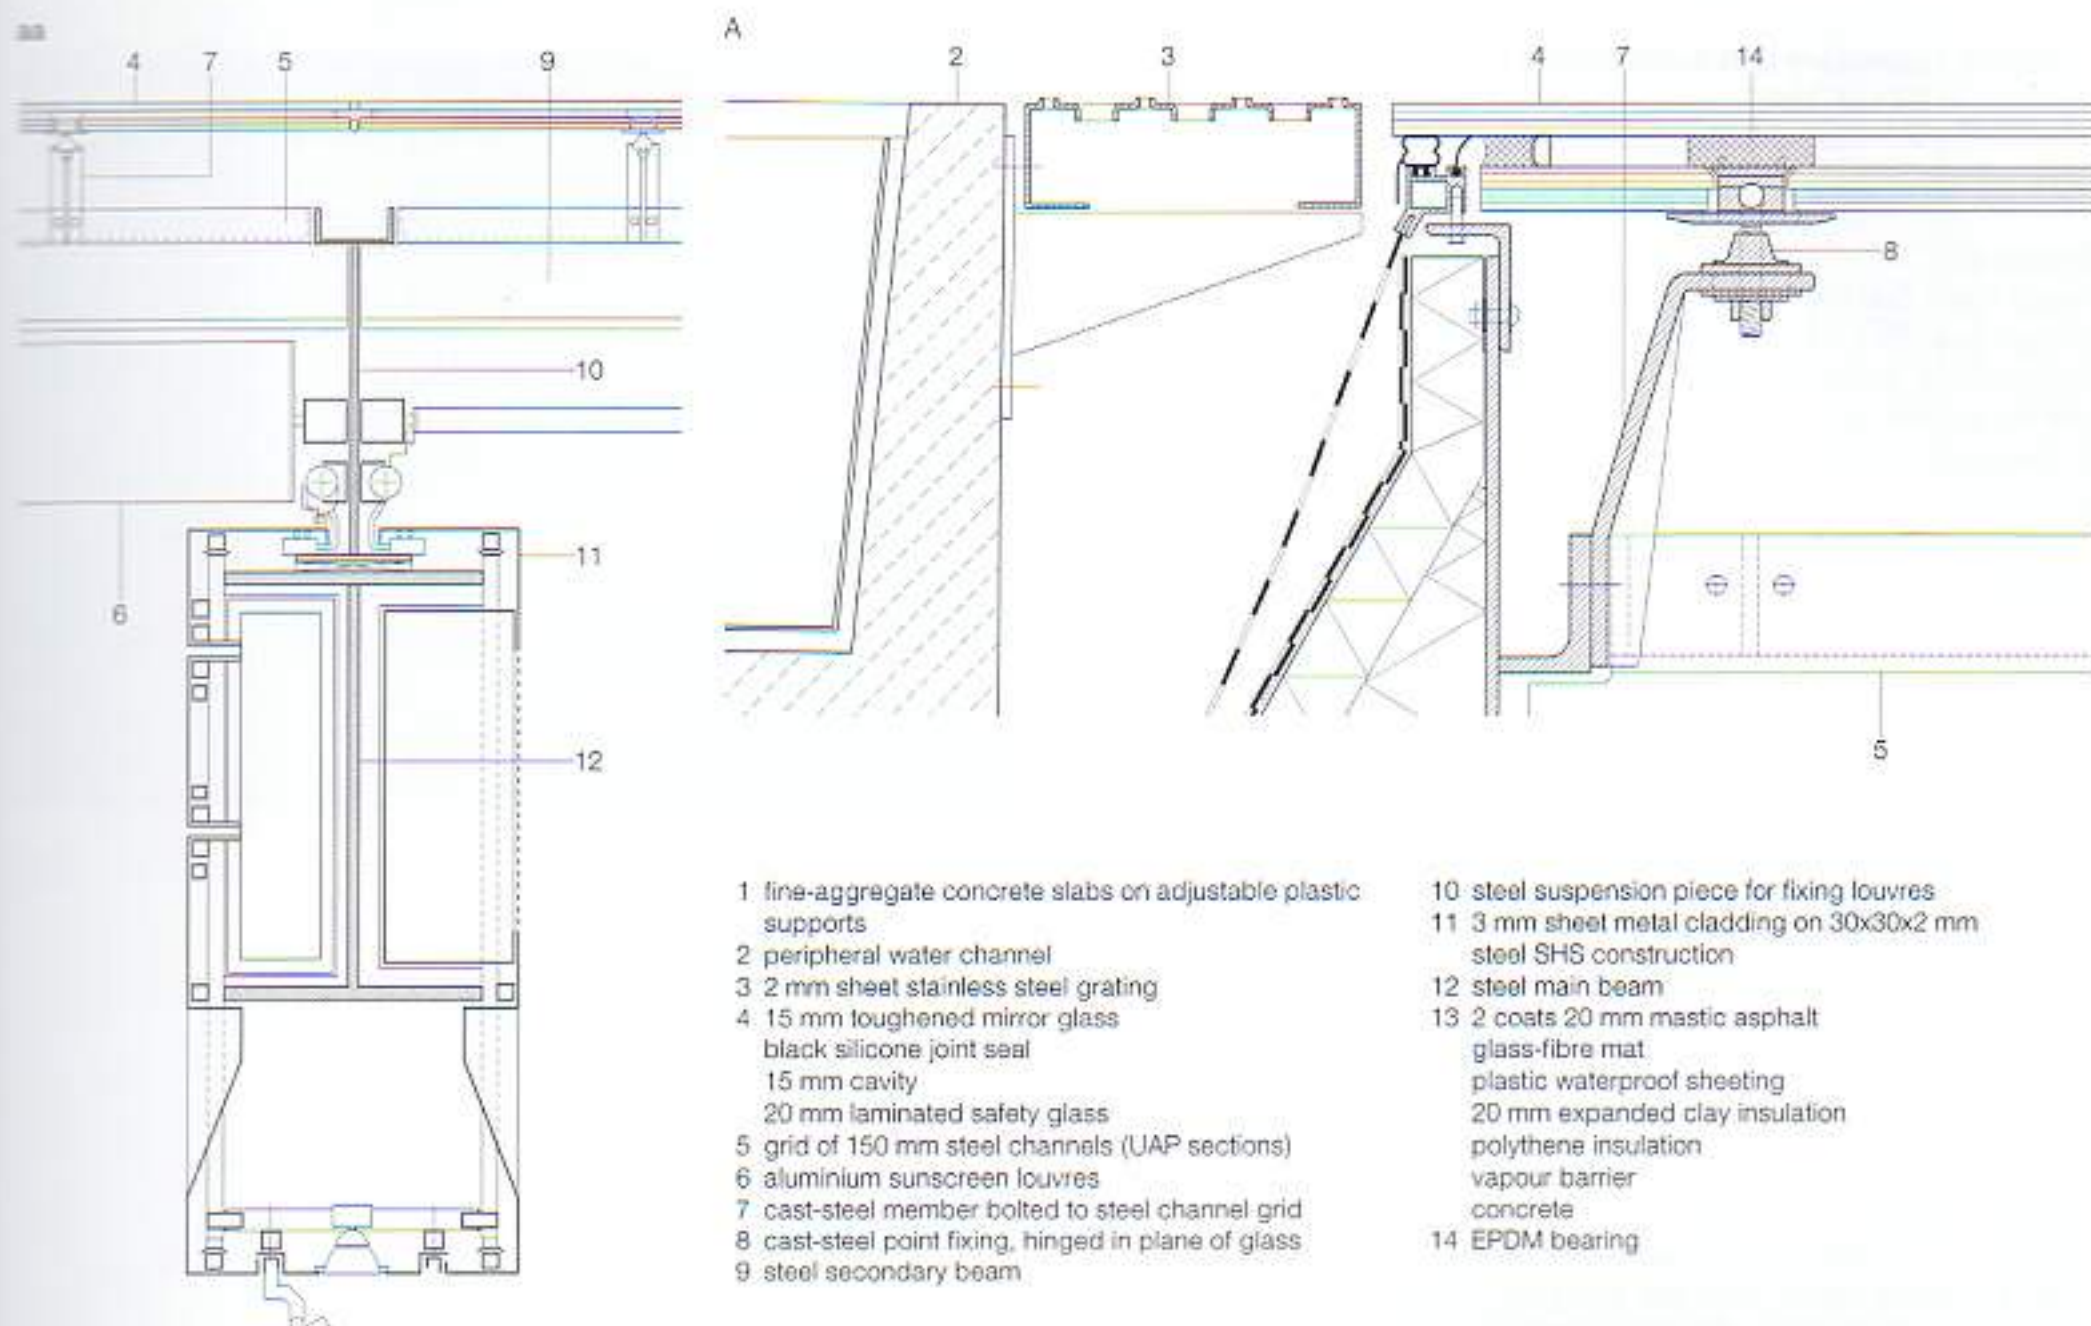 aa
4 7 5 9
10
11
6
12
A
2 3 4 7 14
8
5
1 fine-aggregate concrete slabs on adjustable plastic
supports
2 peripheral water channel
3 2 mm sheet stainless steel grating
4 15 mm toughened mirror glass
black silicone joint seal
15 mm cavity
20 mm laminated safety glass
5 grid of 150 mm steel channels (UAP sections)
6 aluminium sunscreen louvres
7 cast-steel member bolted to steel channel grid
8 cast-steel point fixing, hinged in plane of glass
9 steel secondary beam
10 steel suspension piece for fixing louvres
11 3 mm sheet metal cladding on 30x30x2 mm
steel SHS construction
12 steel main beam
13 2 coats 20 mm mastic asphalt
glass-fibre mat
plastic waterproof sheeting
20 mm expanded clay insulation
polythene insulation
vapour barrier
concrete
14 EPDM bearing